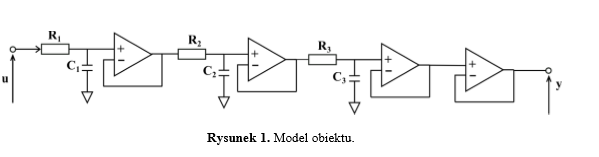 R₁ R₂ R₃
C₁ C₂ C₃
+ + + +
− − − −
u y
Rysunek 1. Model obiektu.